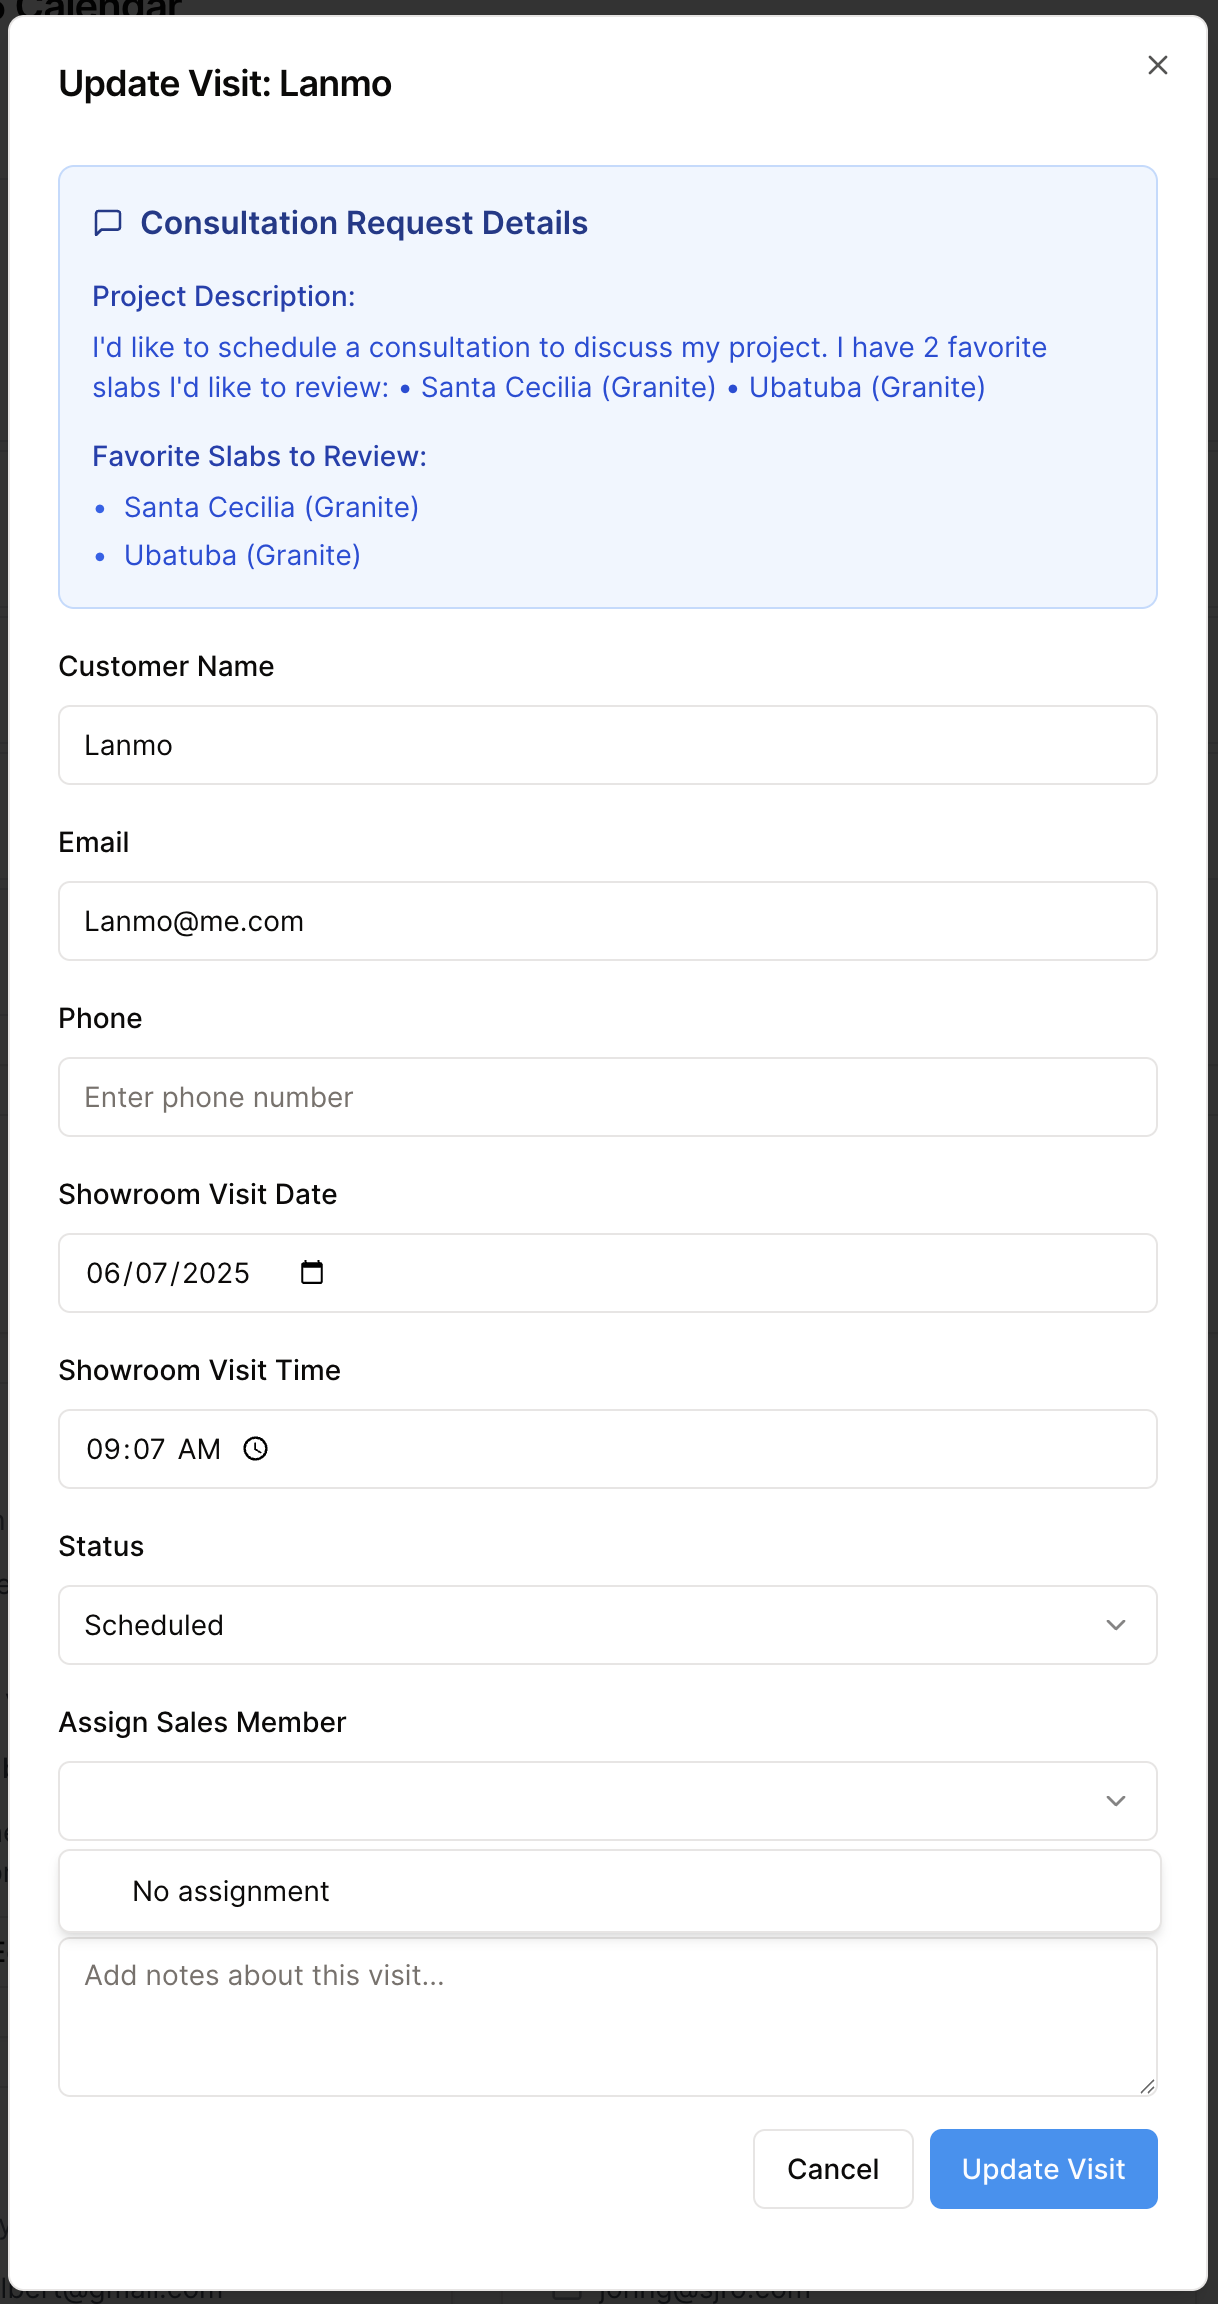 Calendar
Update Visit: Lanmo
Consultation Request Details
Project Description:
I'd like to schedule a consultation to discuss my project. I have 2 favorite
slabs I'd like to review: • Santa Cecilia (Granite) • Ubatuba (Granite)
Favorite Slabs to Review:
• Santa Cecilia (Granite)
• Ubatuba (Granite)
Customer Name
Lanmo
Email
Lanmo@me.com
Phone
Enter phone number
Showroom Visit Date
06/07/2025
Showroom Visit Time
09:07 AM
Status
Scheduled
Assign Sales Member
No assignment
Add notes about this visit...
Cancel
Update Visit